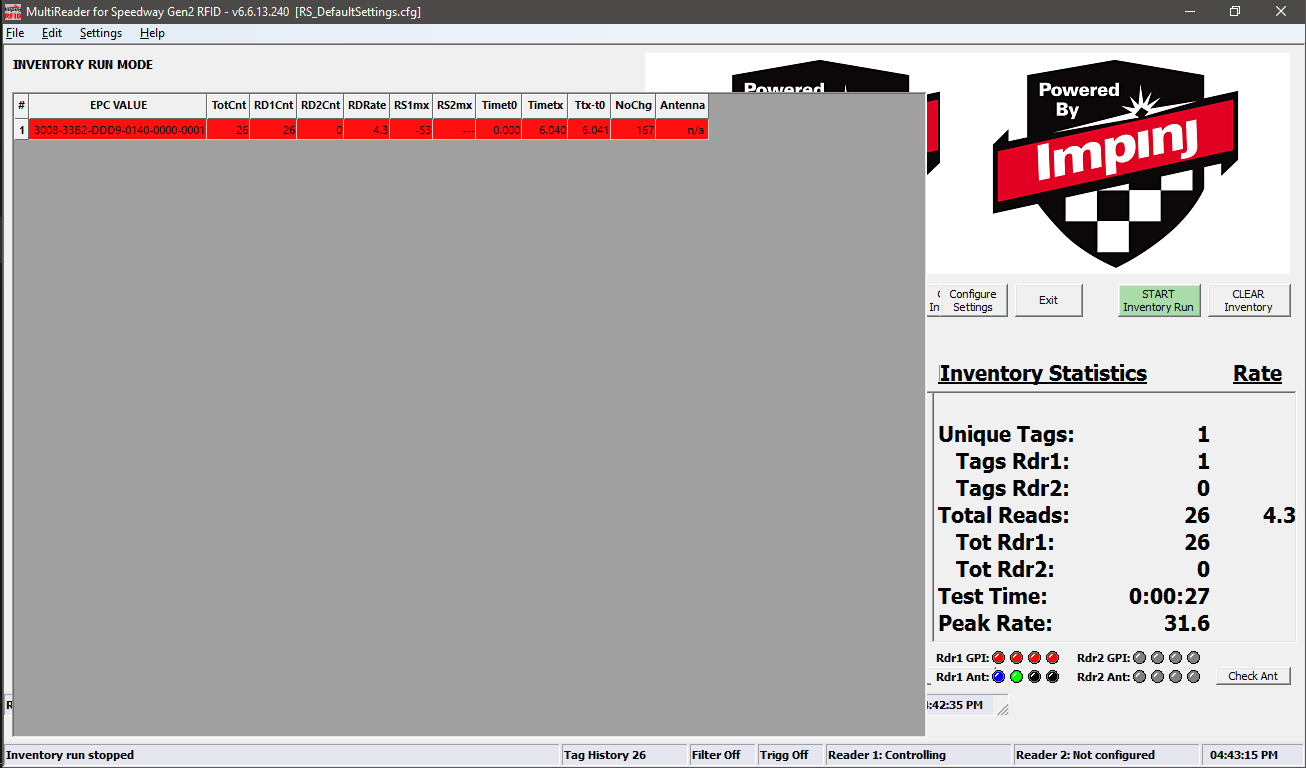 MultiReader for Speedway Gen2 RFID - v6.6.13.240 [RS_DefaultSettings.cfg]
File Edit Settings Help
INVENTORY RUN MODE
Powered
Powered
By
Impinj
# EPC VALUE TotCnt RD1Cnt RD2Cnt RDRate RS1mx RS2mx Timet0 Timetx Ttx-t0 NoChg Antenna
1 3008-33B2-DDD9-0140-0000-0001 26 26 0 4.3 -53 --- 0.000 6.040 6.041 167 n/a
Configure
Settings
Exit
START
Inventory Run
CLEAR
Inventory
Inventory Statistics Rate
Unique Tags: 1
Tags Rdr1: 1
Tags Rdr2: 0
Total Reads: 26 4.3
Tot Rdr1: 26
Tot Rdr2: 0
Test Time: 0:00:27
Peak Rate: 31.6
Rdr1 GPI: Rdr2 GPI:
Rdr1 Ant: Rdr2 Ant: Check Ant
:42:35 PM
Inventory run stopped Tag History 26 Filter Off Trigg Off Reader 1: Controlling Reader 2: Not configured 04:43:15 PM